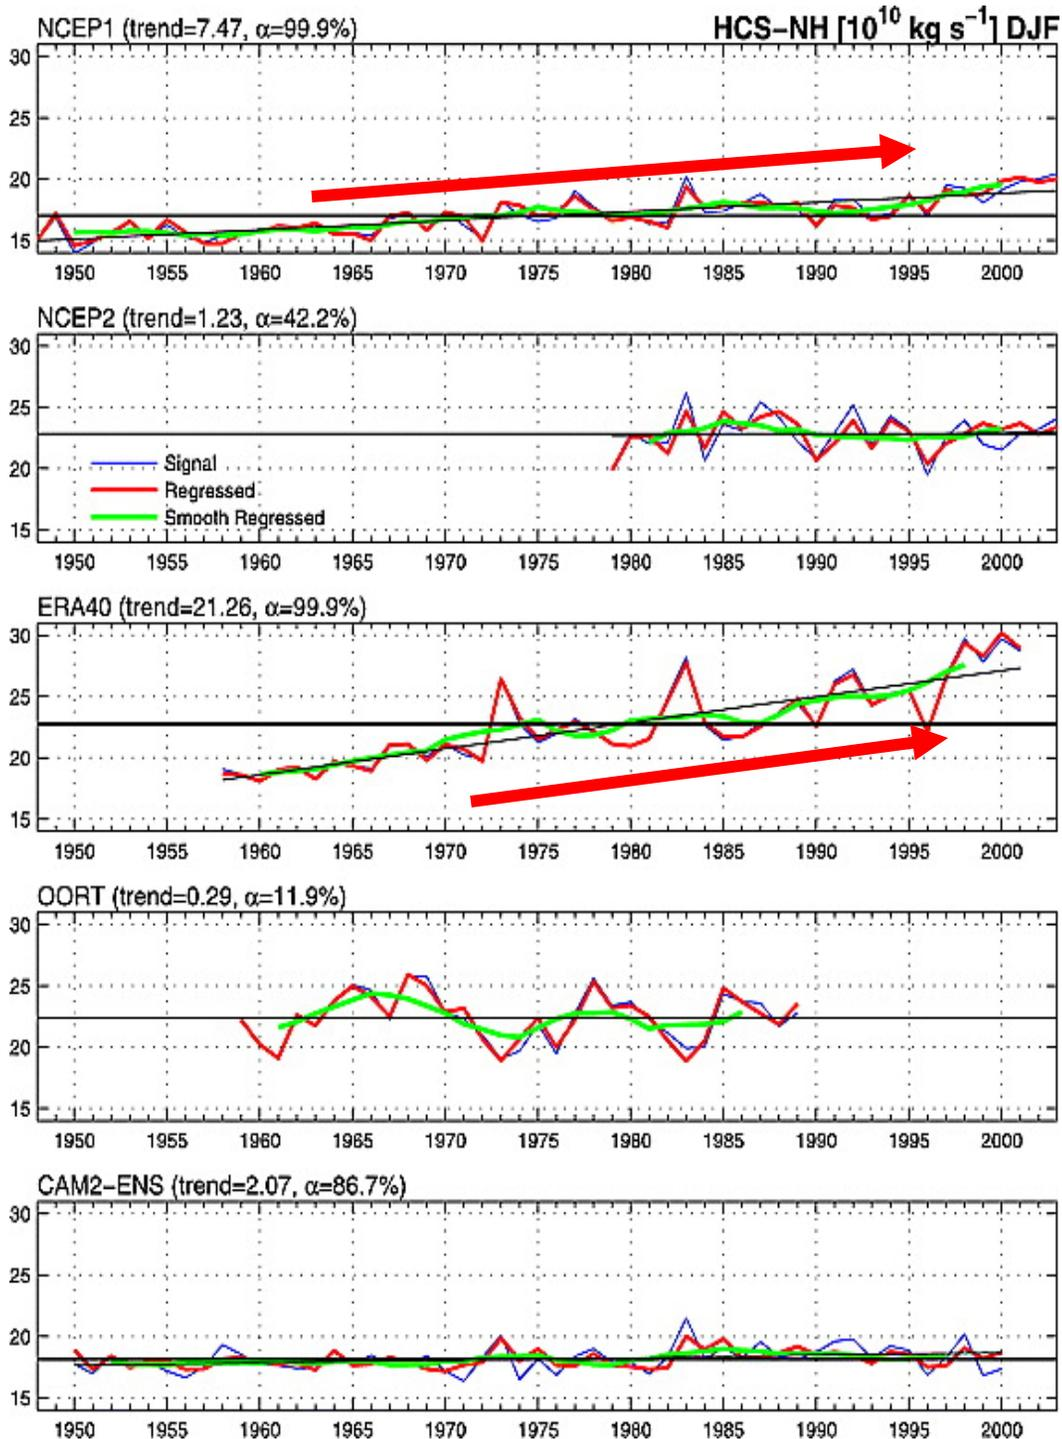 NCEP1 (trend=7.47, α=99.9%) HCS–NH [10^10 kg s^−1] DJF
30
25
20
15
1950 1955 1960 1965 1970 1975 1980 1985 1990 1995 2000
NCEP2 (trend=1.23, α=42.2%)
30
25
20
15
Signal
Regressed
Smooth Regressed
1950 1955 1960 1965 1970 1975 1980 1985 1990 1995 2000
ERA40 (trend=21.26, α=99.9%)
30
25
20
15
1950 1955 1960 1965 1970 1975 1980 1985 1990 1995 2000
OORT (trend=0.29, α=11.9%)
30
25
20
15
1950 1955 1960 1965 1970 1975 1980 1985 1990 1995 2000
CAM2–ENS (trend=2.07, α=86.7%)
30
25
20
15
1950 1955 1960 1965 1970 1975 1980 1985 1990 1995 2000